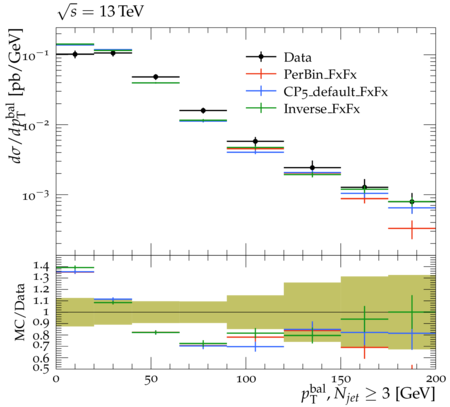 √s = 13 TeV
dσ/dp_T^bal [pb/GeV]
10^−1
10^−2
10^−3
Data
PerBin_FxFx
CP5_default_FxFx
Inverse_FxFx
MC/Data
1.4
1.3
1.2
1.1
1
0.9
0.8
0.7
0.6
0.5
0 50 100 150 200
p_T^bal, N_jet ≥ 3 [GeV]